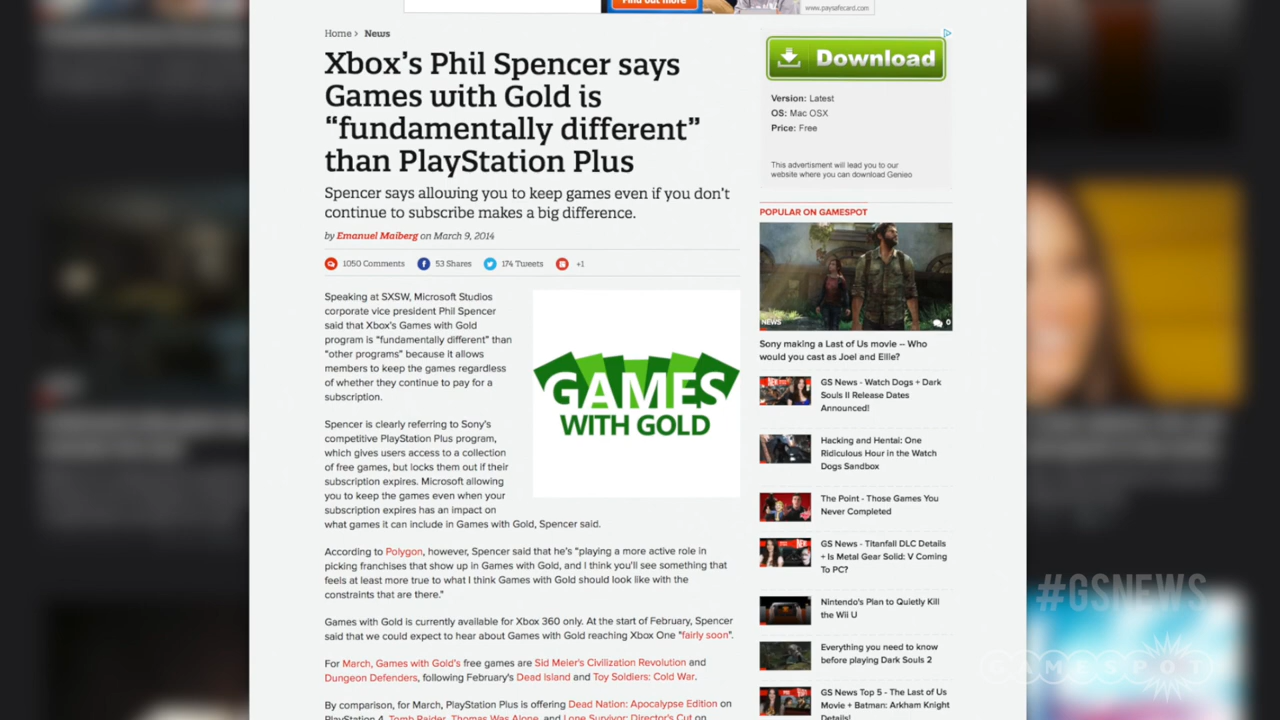 Find out more
www.paysafecard.com
Home > News
Xbox's Phil Spencer says
Games with Gold is
“fundamentally different”
than PlayStation Plus
Spencer says allowing you to keep games even if you don't
continue to subscribe makes a big difference.
by Emanuel Maiberg on March 9, 2014
1050 Comments 53 Shares 174 Tweets +1
Speaking at SXSW, Microsoft Studios
corporate vice president Phil Spencer
said that Xbox's Games with Gold
program is “fundamentally different” than
“other programs” because it allows
members to keep the games regardless
of whether they continue to pay for a
subscription.
GAMES
WITH GOLD
Spencer is clearly referring to Sony's
competitive PlayStation Plus program,
which gives users access to a collection
of free games, but locks them out if their
subscription expires. Microsoft allowing
you to keep the games even when your
subscription expires has an impact on
what games it can include in Games with Gold, Spencer said.
According to Polygon, however, Spencer said that he's “playing a more active role in
picking franchises that show up in Games with Gold, and I think you'll see something that
feels at least more true to what I think Games with Gold should look like with the
constraints that are there.”
Games with Gold is currently available for Xbox 360 only. At the start of February, Spencer
said that we could expect to hear about Games with Gold reaching Xbox One "fairly soon".
For March, Games with Gold's free games are Sid Meier's Civilization Revolution and
Dungeon Defenders, following February's Dead Island and Toy Soldiers: Cold War.
By comparison, for March, PlayStation Plus is offering Dead Nation: Apocalypse Edition on
PlayStation 4, Tomb Raider, Thomas Was Alone, and Lone Survivor: Director's Cut on
Download
Version: Latest
OS: Mac OSX
Price: Free
This advertisment will lead you to our
website where you can download Genieo
POPULAR ON GAMESPOT
NEWS 0
Sony making a Last of Us movie – Who
would you cast as Joel and Ellie?
GS News - Watch Dogs + Dark
Souls II Release Dates
Announced!
Hacking and Hentai: One
Ridiculous Hour in the Watch
Dogs Sandbox
The Point - Those Games You
Never Completed
GS News - Titanfall DLC Details
+ Is Metal Gear Solid: V Coming
To PC?
Nintendo's Plan to Quietly Kill
the Wii U
Everything you need to know
before playing Dark Souls 2
GS News Top 5 - The Last of Us
Movie + Batman: Arkham Knight
Details!
#GSNEWS
GAMESPOT